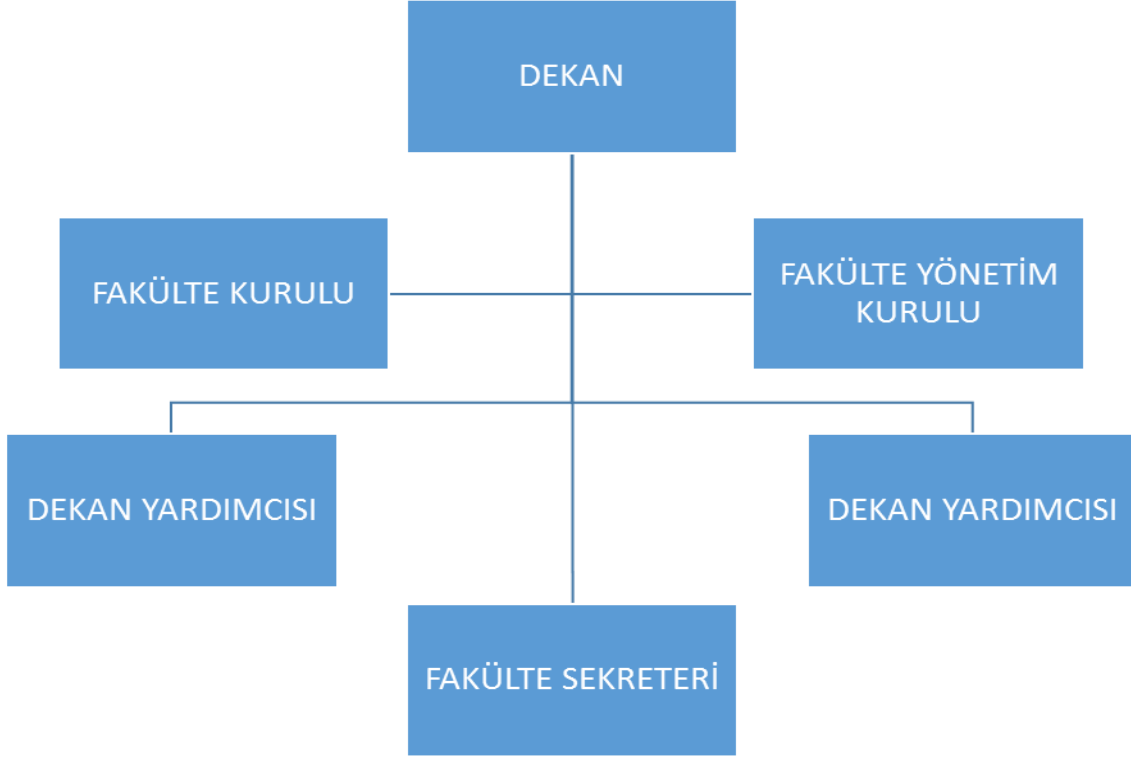 DEKAN
FAKÜLTE KURULU
FAKÜLTE YÖNETİM
KURULU
DEKAN YARDIMCISI
DEKAN YARDIMCISI
FAKÜLTE SEKRETERİ